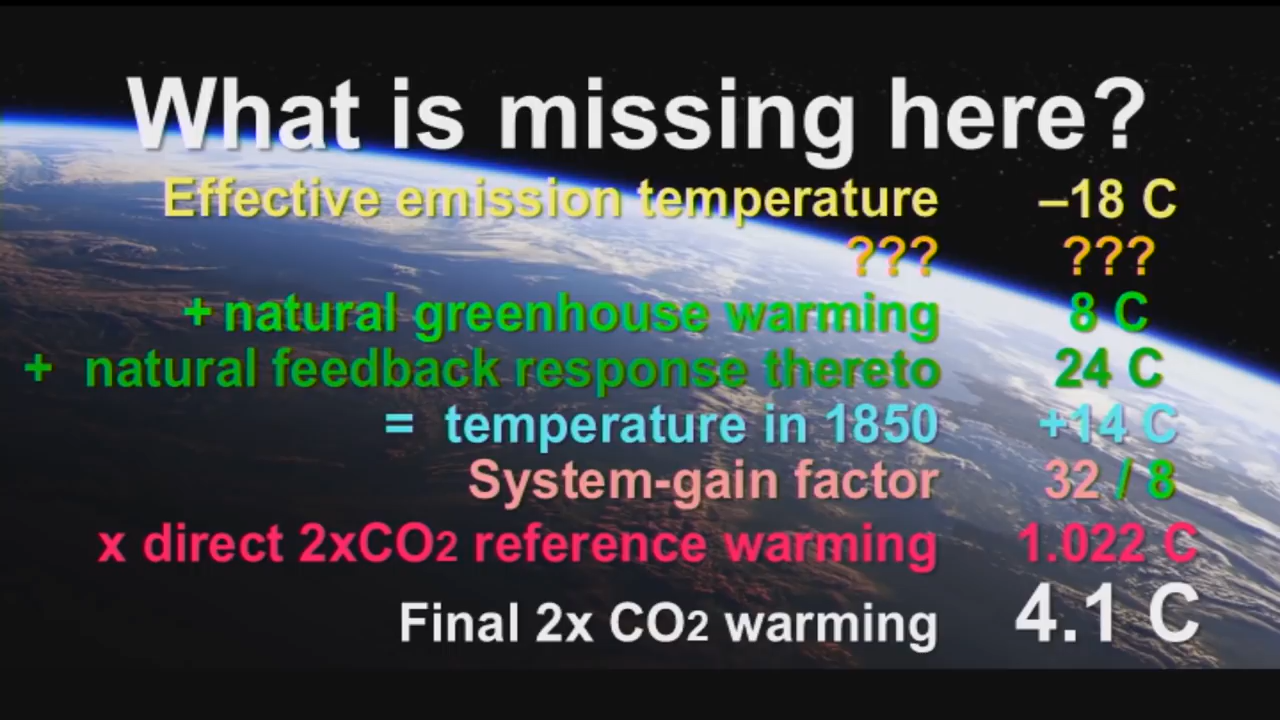 What is missing here?
Effective emission temperature –18 C
??? ???
+ natural greenhouse warming 8 C
+ natural feedback response thereto 24 C
= temperature in 1850 +14 C
System-gain factor 32 / 8
x direct 2xCO2 reference warming 1.022 C
Final 2x CO2 warming 4.1 C